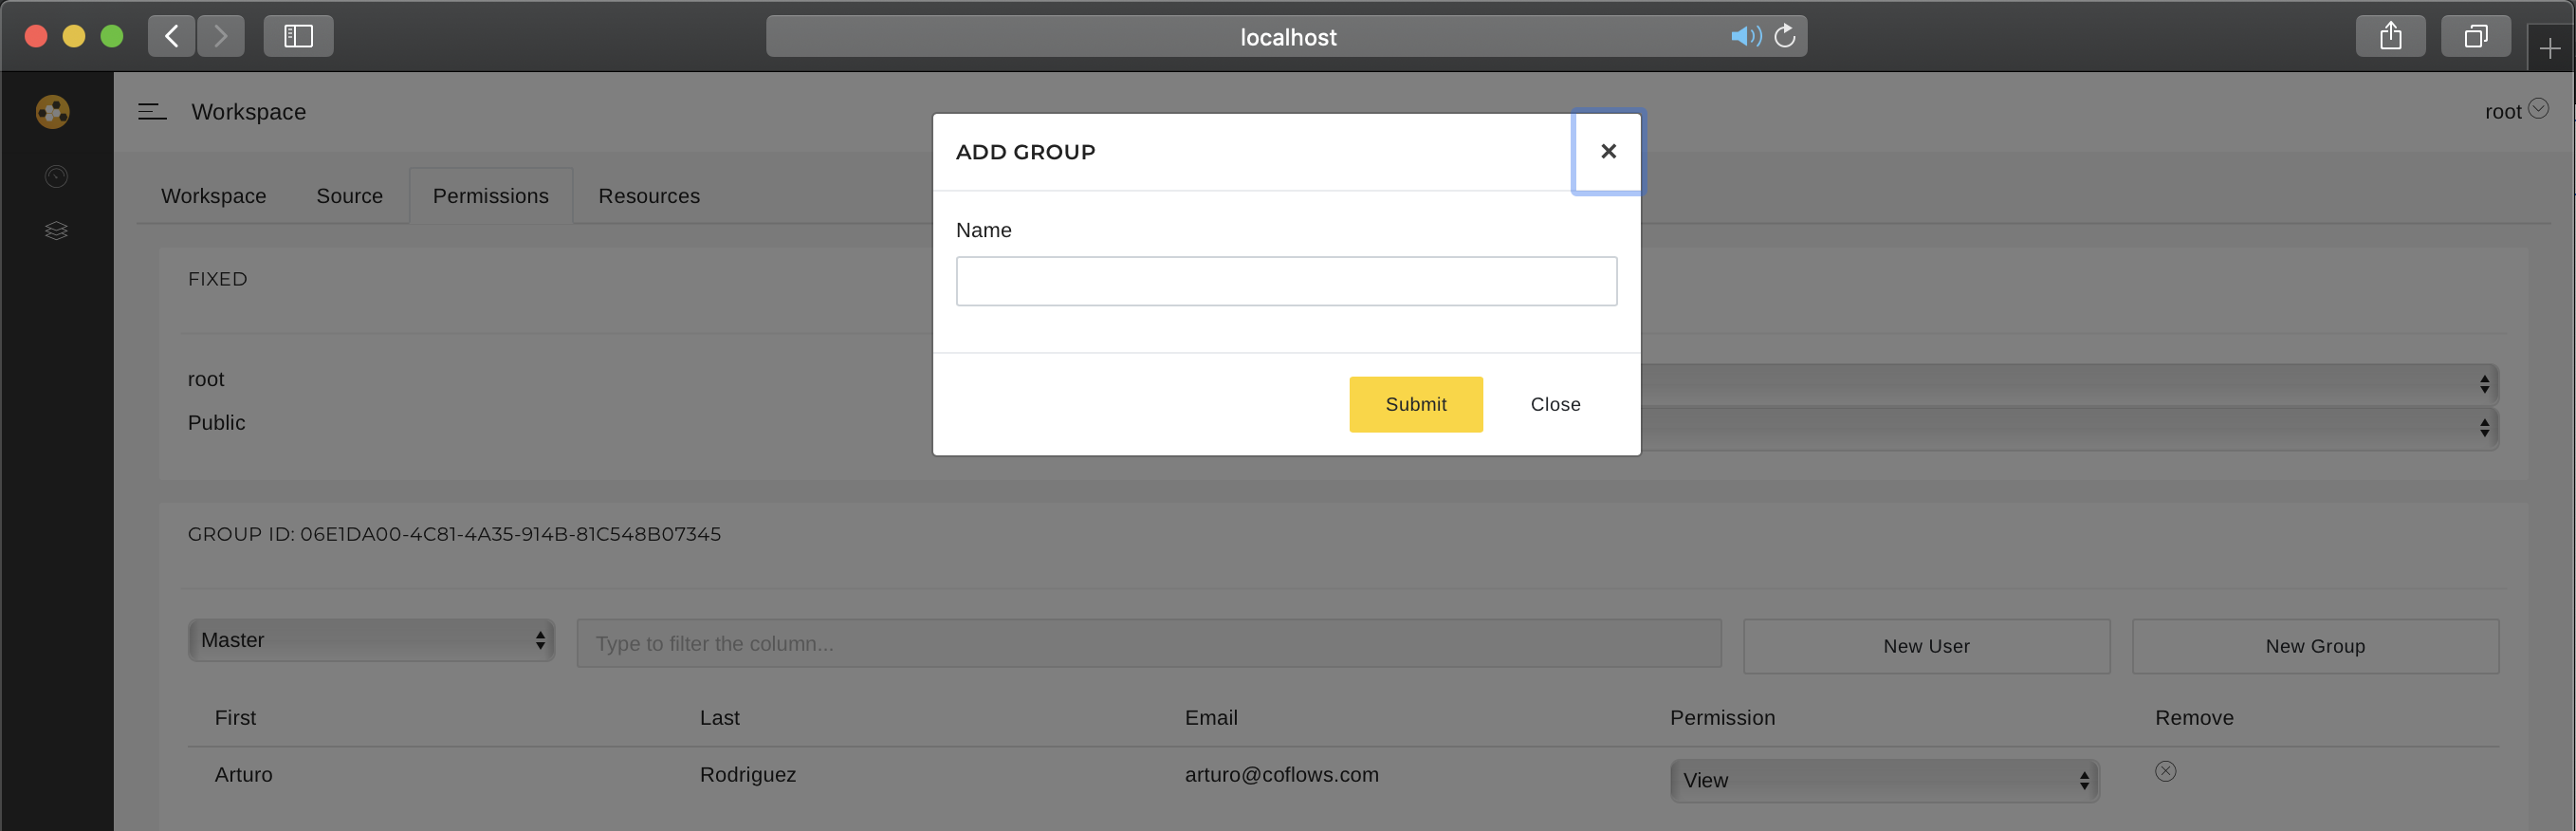 localhost
Workspace
root
Workspace Source Permissions Resources
ADD GROUP
Name
Submit Close
FIXED
root
Public
GROUP ID: 06E1DA00-4C81-4A35-914B-81C548B07345
Master Type to filter the column... New User New Group
First Last Email Permission Remove
Arturo Rodriguez arturo@coflows.com View